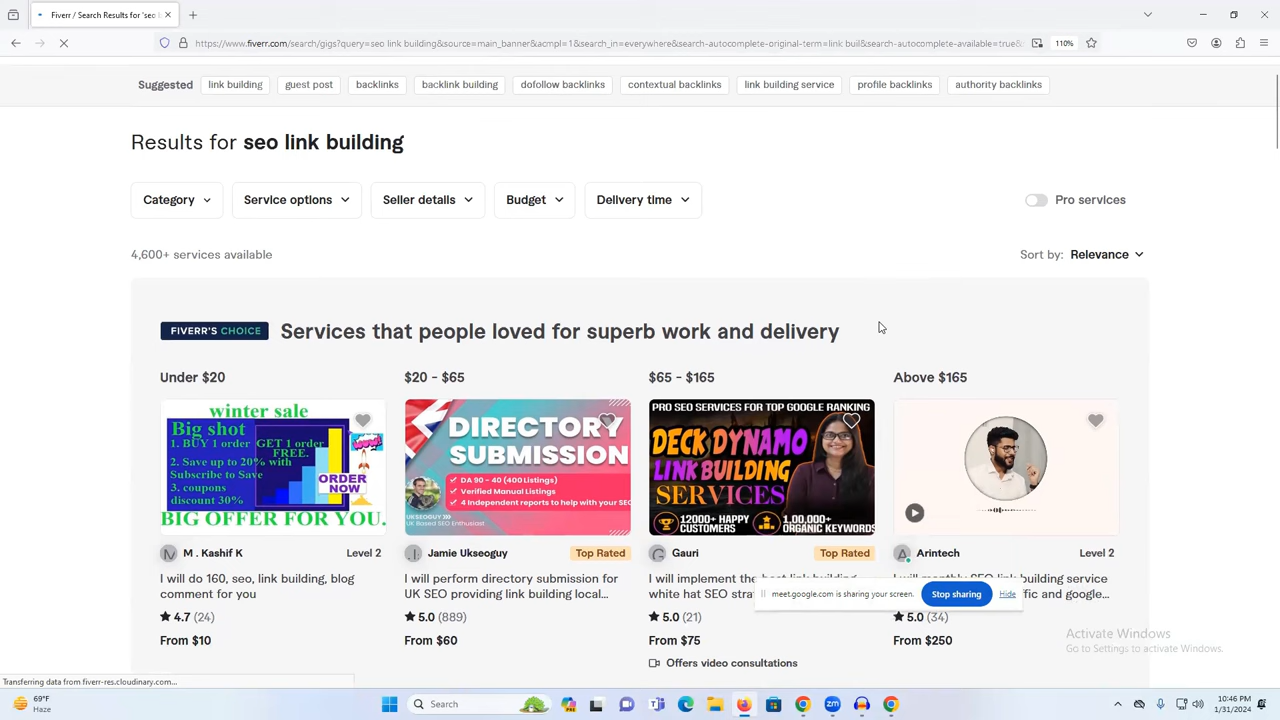 Fiverr / Search Results for 'seo l
https://www.fiverr.com/search/gigs?query=seo link building&source=main_banner&acmpl=1&search_in=everywhere&search-autocomplete-original-term=link buil&search-autocomplete-available=true&
110%
Suggested link building guest post backlinks backlink building dofollow backlinks contextual backlinks link building service profile backlinks authority backlinks
Results for seo link building
Category Service options Seller details Budget Delivery time Pro services
4,600+ services available Sort by: Relevance
FIVERR'S CHOICE Services that people loved for superb work and delivery
Under $20
winter sale
Big shot
1. BUY 1 order GET 1 order
FREE.
2. Save up to 20% with
Subscribe to Save
3. coupons
discount 30%
ORDER
NOW
BIG OFFER FOR YOU.
M . Kashif K Level 2
I will do 160, seo, link building, blog
comment for you
4.7 (24)
From $10
$20 - $65
DIRECTORY
SUBMISSION
DA 90 - 40 (400 Listings)
Verified Manual Listings
4 Independent reports to help with your SEO
UKSEOGUY
UK Based SEO Enthusiast
Jamie Ukseoguy Top Rated
I will perform directory submission for
UK SEO providing link building local...
5.0 (889)
From $60
$65 - $165
PRO SEO SERVICES FOR TOP GOOGLE RANKING
DECK DYNAMO
LINK BUILDING
SERVICES
12000+ HAPPY
CUSTOMERS
1,00,000+
ORGANIC KEYWORDS
G Gauri Top Rated
I will implement the best link building
white hat SEO stra
5.0 (21)
From $75
Offers video consultations
Above $165
A Arintech Level 2
I will monthly SEO link building service
fic and google...
5.0 (34)
From $250
meet.google.com is sharing your screen. Stop sharing Hide
Activate Windows
Go to Settings to activate Windows.
Transferring data from fiverr-res.cloudinary.com...
69°F
Haze
Search
10:46 PM
1/31/2024